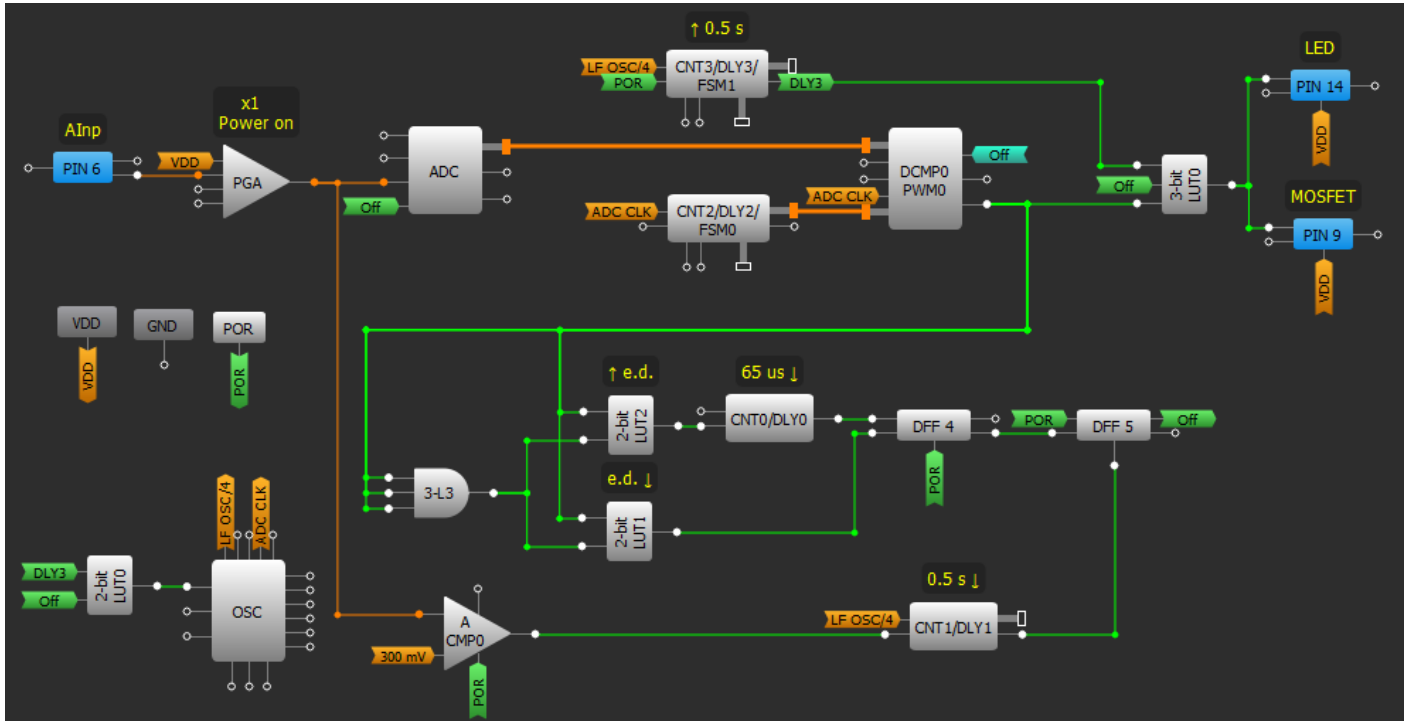 ↑ 0.5 s
LF OSC/4
POR
CNT3/DLY3/
FSM1
DLY3
LED
PIN 14
VDD
x1
Power on
AInp
PIN 6
VDD
PGA
Off
ADC
ADC CLK
CNT2/DLY2/
FSM0
ADC CLK
DCMP0
PWM0
Off
Off
3-bit
LUT0
MOSFET
PIN 9
VDD
VDD
VDD
GND
POR
POR
↑ e.d.
2-bit
LUT2
65 us ↓
CNT0/DLY0
DFF 4
POR
POR
DFF 5
Off
3-L3
e.d. ↓
2-bit
LUT1
DLY3
Off
2-bit
LUT0
LF OSC/4
ADC CLK
OSC
A
CMP0
300 mV
POR
0.5 s ↓
LF OSC/4
CNT1/DLY1